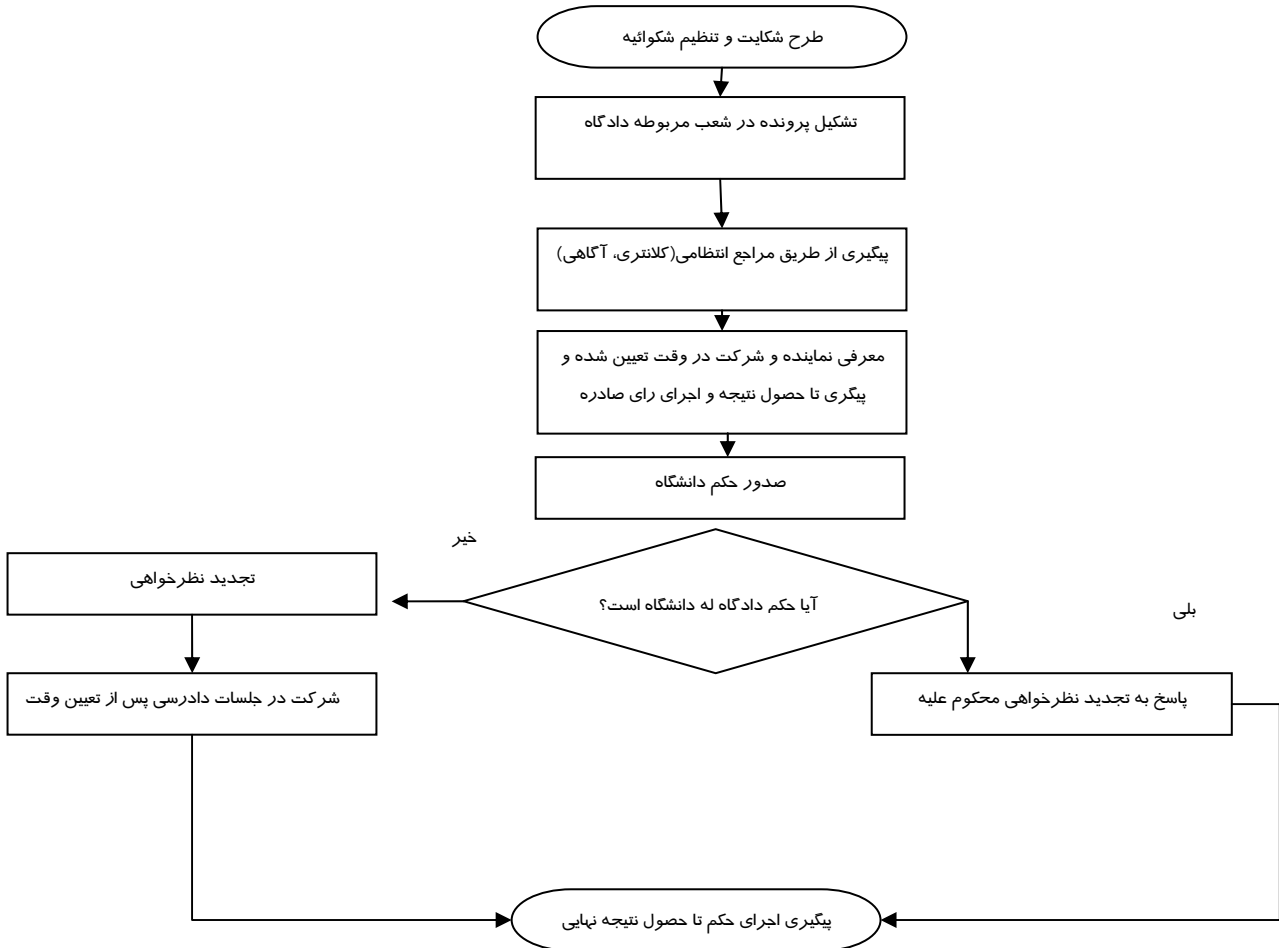 طرح شکایت و تنظیم شکوائیه
تشکیل پرونده در شعب مربوطه دادگاه
پیگیری از طریق مراجع انتظامی(کلانتری، آگاهی)
معرفی نماینده و شرکت در وقت تعیین شده و
پیگری تا حصول نتیجه و اجرای رای صادره
صدور حکم دانشگاه
خیر
آیا حکم دادگاه له دانشگاه است؟
بلی
تجدید نظرخواهی
شرکت در جلسات دادرسی پس از تعیین وقت
پاسخ به تجدید نظرخواهی محکوم علیه
پیگیری اجرای حکم تا حصول نتیجه نهایی